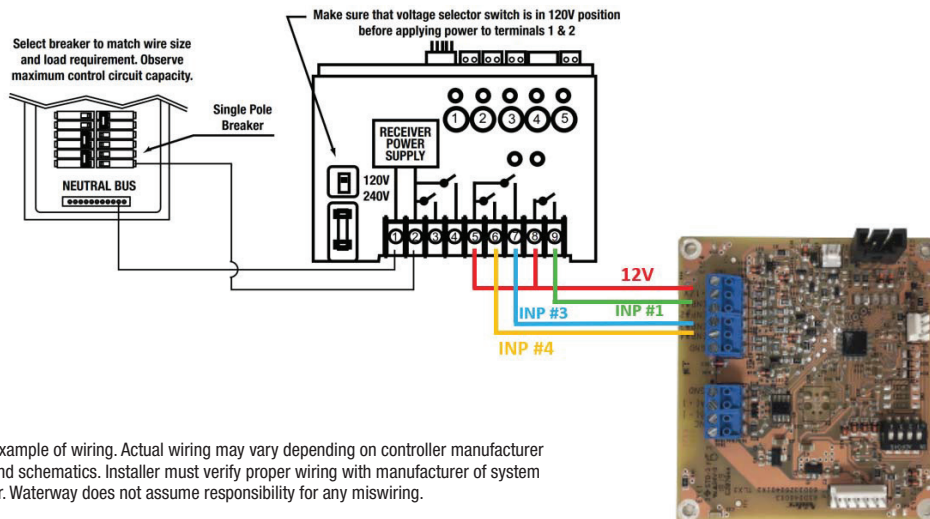 Make sure that voltage selector switch is in 120V position
before applying power to terminals 1 & 2
Select breaker to match wire size
and load requirement. Observe
maximum control circuit capacity.
Single Pole
Breaker
NEUTRAL BUS
1 2 3 4 5
RECEIVER
POWER
SUPPLY
120V
240V
1 2 3 4 5 6 7 8 9
12V
INP #3
INP #1
INP #4
xample of wiring. Actual wiring may vary depending on controller manufacturer
nd schematics. Installer must verify proper wiring with manufacturer of system
r. Waterway does not assume responsibility for any miswiring.